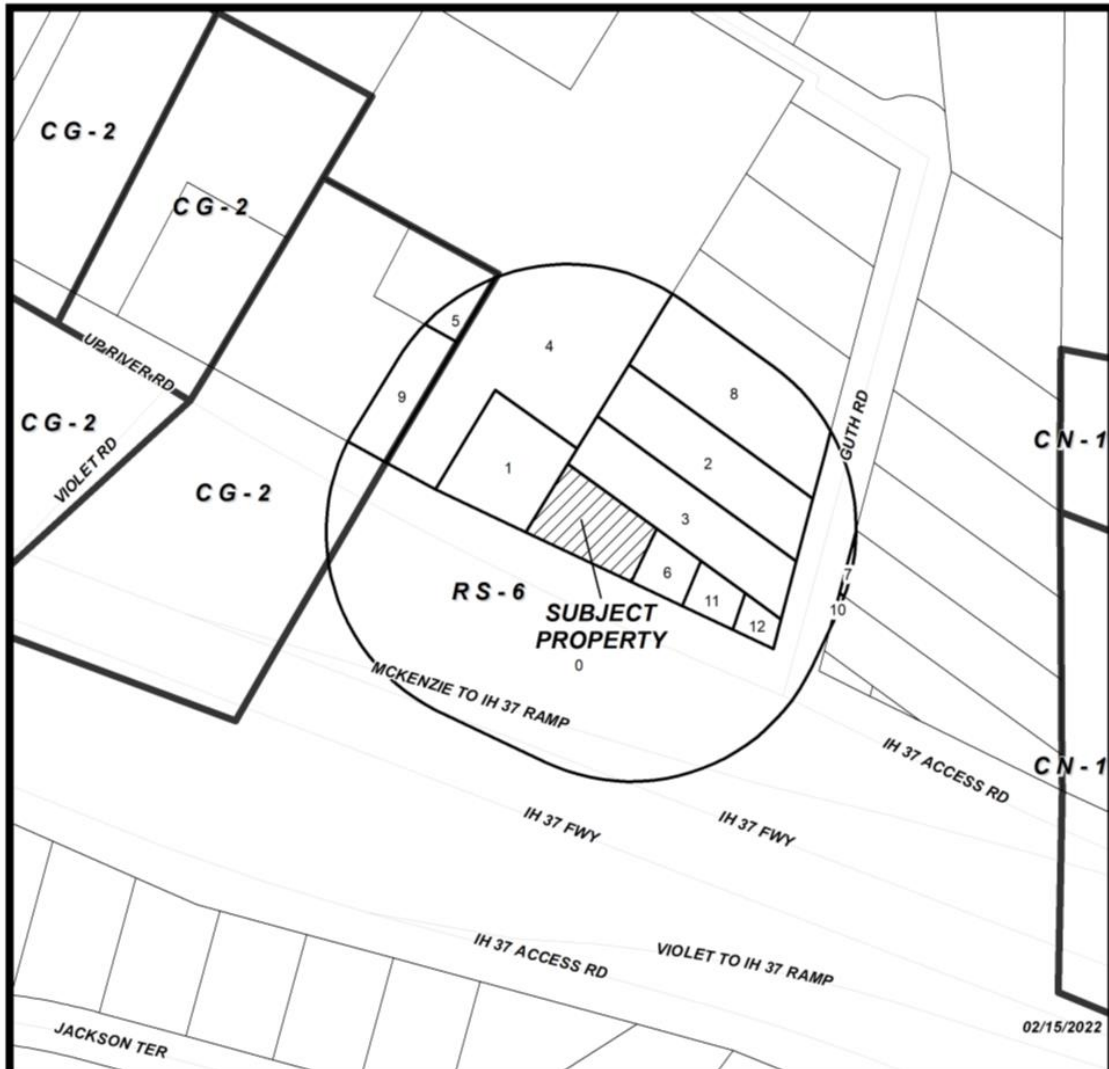 CG-2
CG-2
5
4
UP RIVER RD
8
9
GUTH RD
CG-2
CN-1
2
VIOLET RD
1
CG-2
3
6
7
RS-6
11
10
SUBJECT
PROPERTY
12
0
MCKENZIE TO IH 37 RAMP
IH 37 ACCESS RD
CN-1
IH 37 FWY
IH 37 FWY
IH 37 ACCESS RD
VIOLET TO IH 37 RAMP
02/15/2022
JACKSON TER